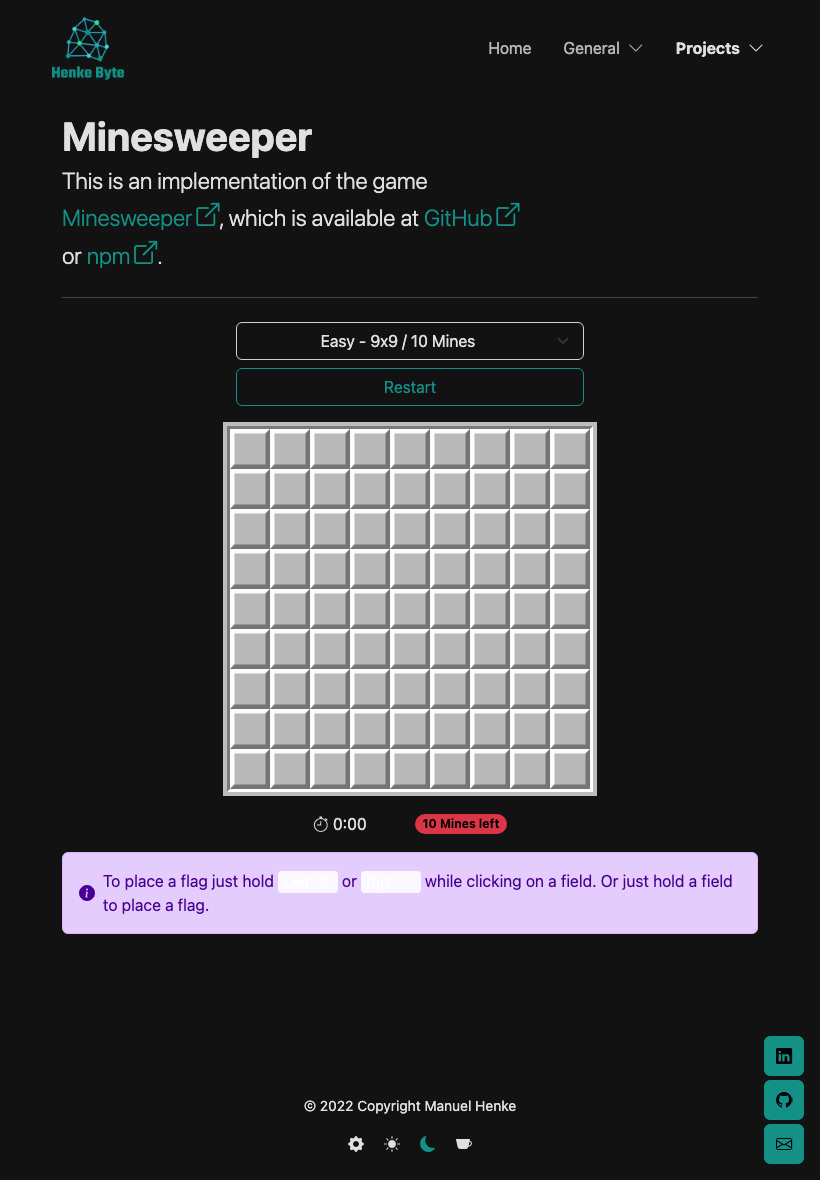 Henke Byte
Home
General
Projects
Minesweeper
This is an implementation of the game
Minesweeper, which is available at GitHub
or npm.
Easy - 9x9 / 10 Mines
Restart
0:00
10 Mines left
To place a flag just hold or while clicking on a field. Or just hold a field
to place a flag.
© 2022 Copyright Manuel Henke